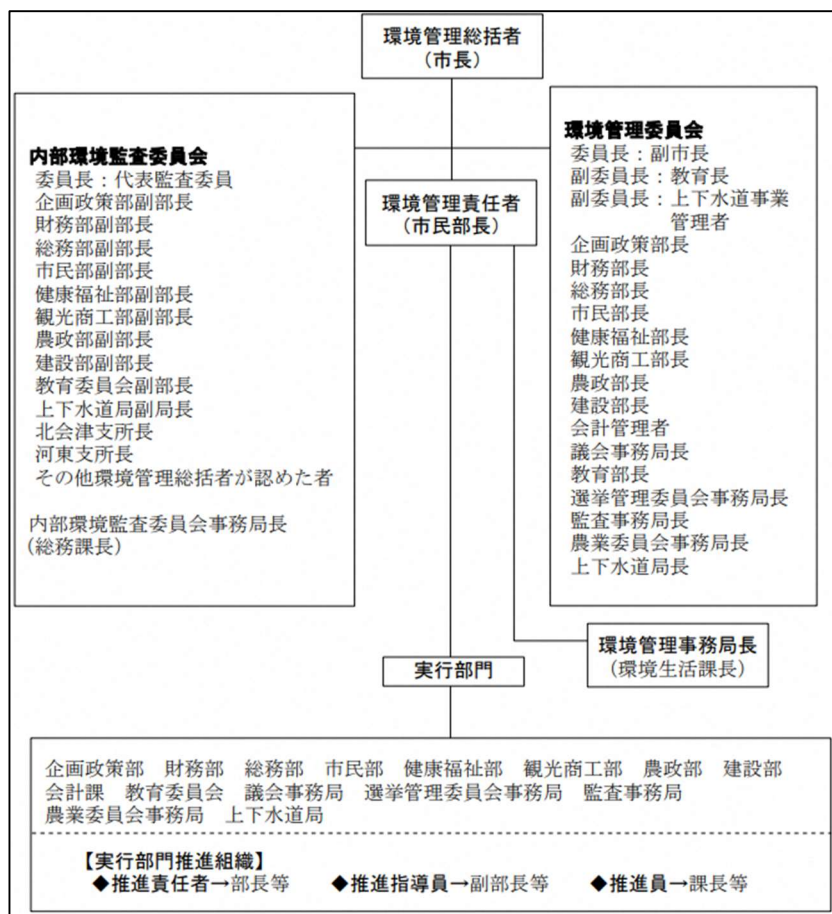 環境管理総括者
（市長）
内部環境監査委員会
委員長：代表監査委員
企画政策部副部長
財務部副部長
総務部副部長
市民部副部長
健康福祉部副部長
観光商工部副部長
農政部副部長
建設部副部長
教育委員会副部長
上下水道局副局長
北会津支所長
河東支所長
その他環境管理総括者が認めた者
内部環境監査委員会事務局長
(総務課長）
環境管理責任者
（市民部長）
環境管理委員会
委員長：副市長
副委員長：教育長
副委員長：上下水道事業
管理者
企画政策部長
財務部長
総務部長
市民部長
健康福祉部長
観光商工部長
農政部長
建設部長
会計管理者
議会事務局長
教育部長
選挙管理委員会事務局長
監査事務局長
農業委員会事務局長
上下水道局長
環境管理事務局長
（環境生活課長）
実行部門
企画政策部　財務部　総務部　市民部　健康福祉部　観光商工部　農政部　建設部
会計課　教育委員会　議会事務局　選挙管理委員会事務局　監査事務局
農業委員会事務局　上下水道局
【実行部門推進組織】
◆推進責任者→部長等　◆推進指導員→副部長等　◆推進員→課長等